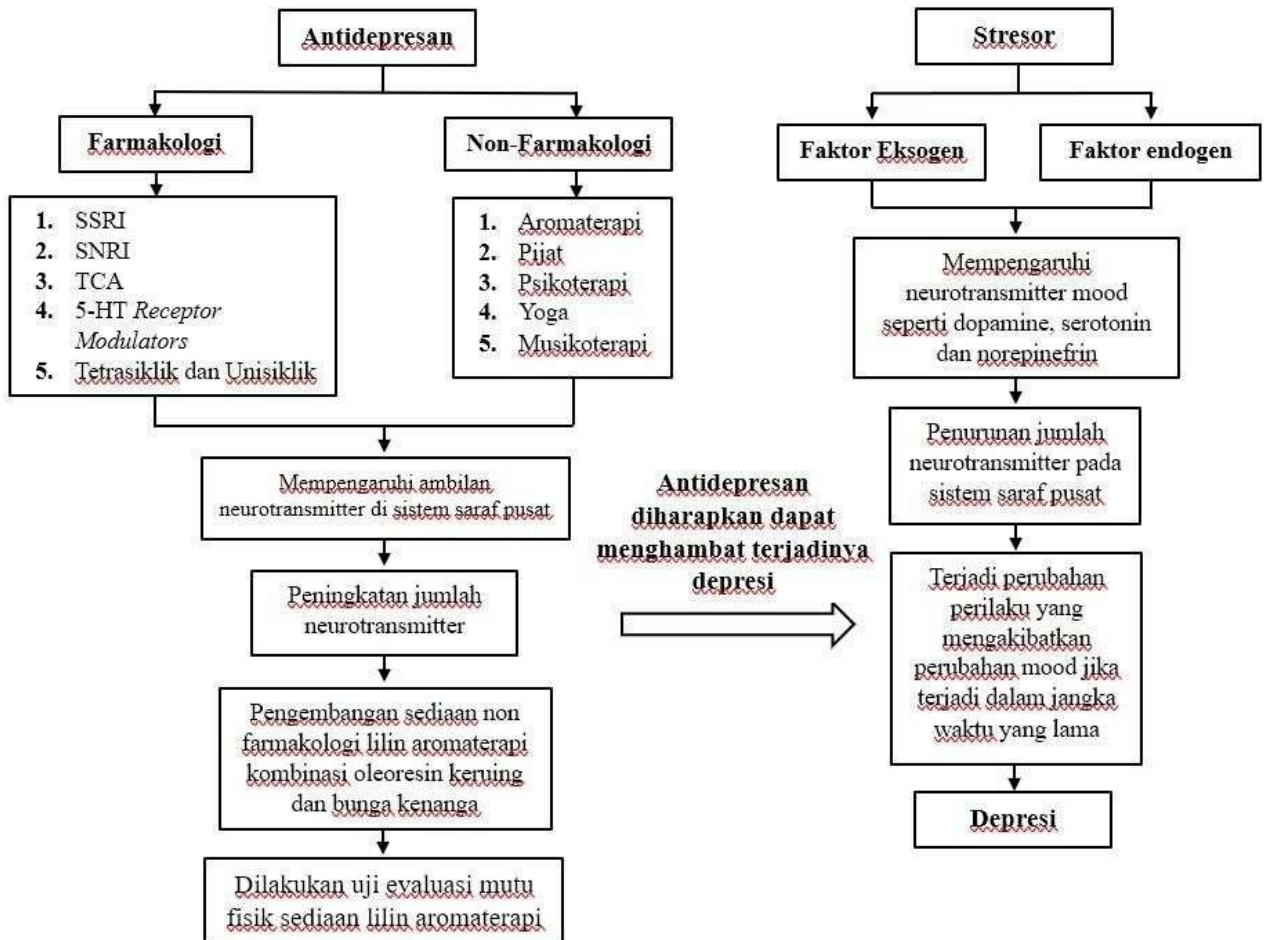 Antidepresan
Farmakologi
Non-Farmakologi
1. SSRI
2. SNRI
3. TCA
4. 5-HT Receptor
Modulators
5. Tetrasiklik dan Unisiklik
1. Aromaterapi
2. Pijat
3. Psikoterapi
4. Yoga
5. Musikoterapi
Mempengaruhi ambilan
neurotransmitter di sistem saraf pusat
Peningkatan jumlah
neurotransmitter
Pengembangan sediaan non
farmakologi lilin aromaterapi
kombinasi oleoresin keruing
dan bunga kenanga
Dilakukan uji evaluasi mutu
fisik sediaan lilin aromaterapi
Antidepresan
diharapkan dapat
menghambat terjadinya
depresi
Stresor
Faktor Eksogen
Faktor endogen
Mempengaruhi
neurotransmitter mood
seperti dopamine, serotonin
dan norepinefrin
Penurunan jumlah
neurotransmitter pada
sistem saraf pusat
Terjadi perubahan
perilaku yang
mengakibatkan
perubahan mood jika
terjadi dalam jangka
waktu yang lama
Depresi